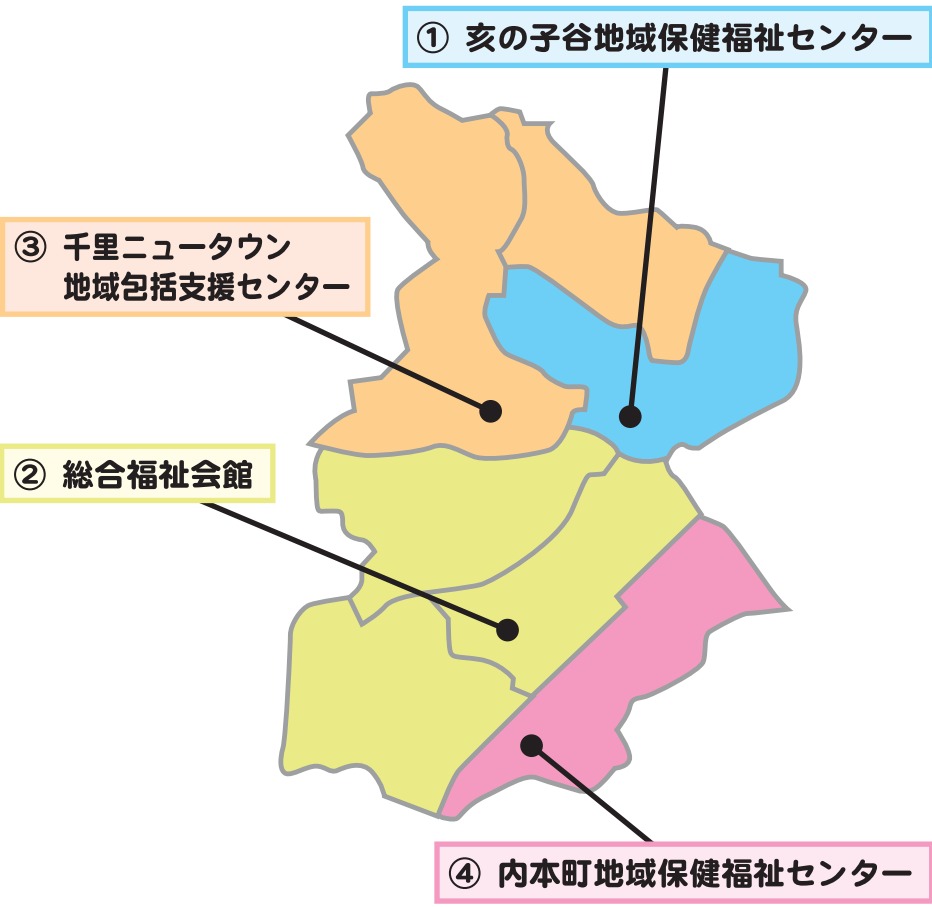 ① 亥の子谷地域保健福祉センター
③ 千里ニュータウン
地域包括支援センター
② 総合福祉会館
④ 内本町地域保健福祉センター